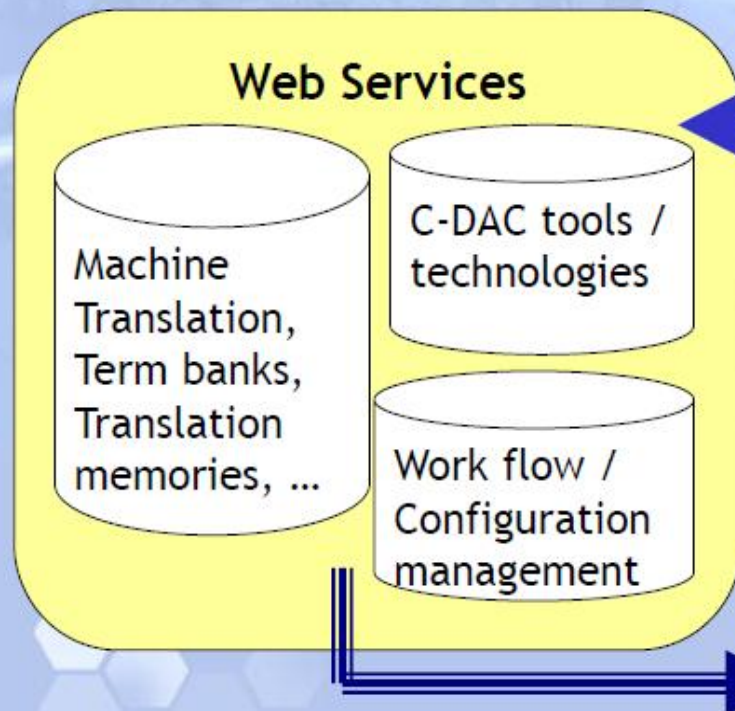 Web Services
Machine
Translation,
Term banks,
Translation
memories, ...
C-DAC tools /
technologies
Work flow /
Configuration
management